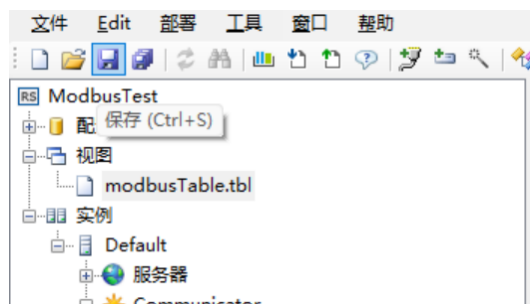 文件 Edit 部署 工具 窗口 帮助
RS ModbusTest
配
保存 (Ctrl+S)
视图
modbusTable.tbl
实例
Default
服务器
Communicator